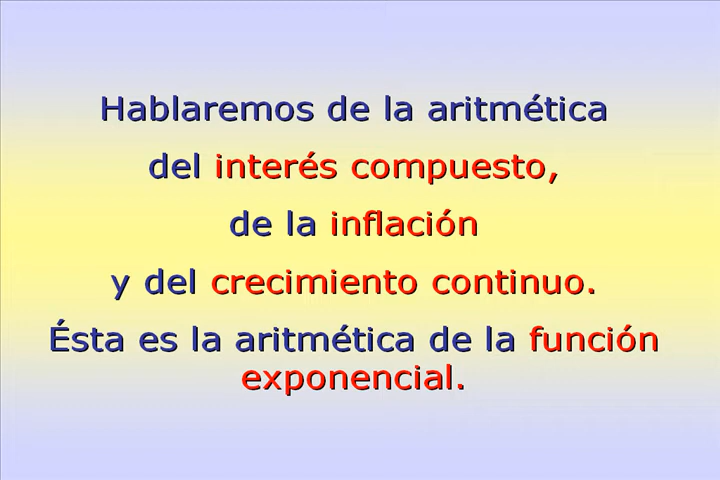 Hablaremos de la aritmética
del interés compuesto,
de la inflación
y del crecimiento continuo.
Ésta es la aritmética de la función
exponencial.